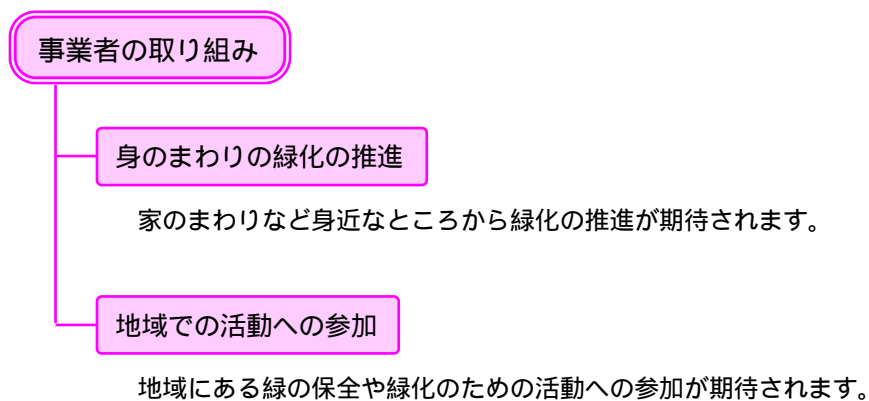 事業者の取り組み
身のまわりの緑化の推進
家のまわりなど身近なところから緑化の推進が期待されます。
地域での活動への参加
地域にある緑の保全や緑化のための活動への参加が期待されます。